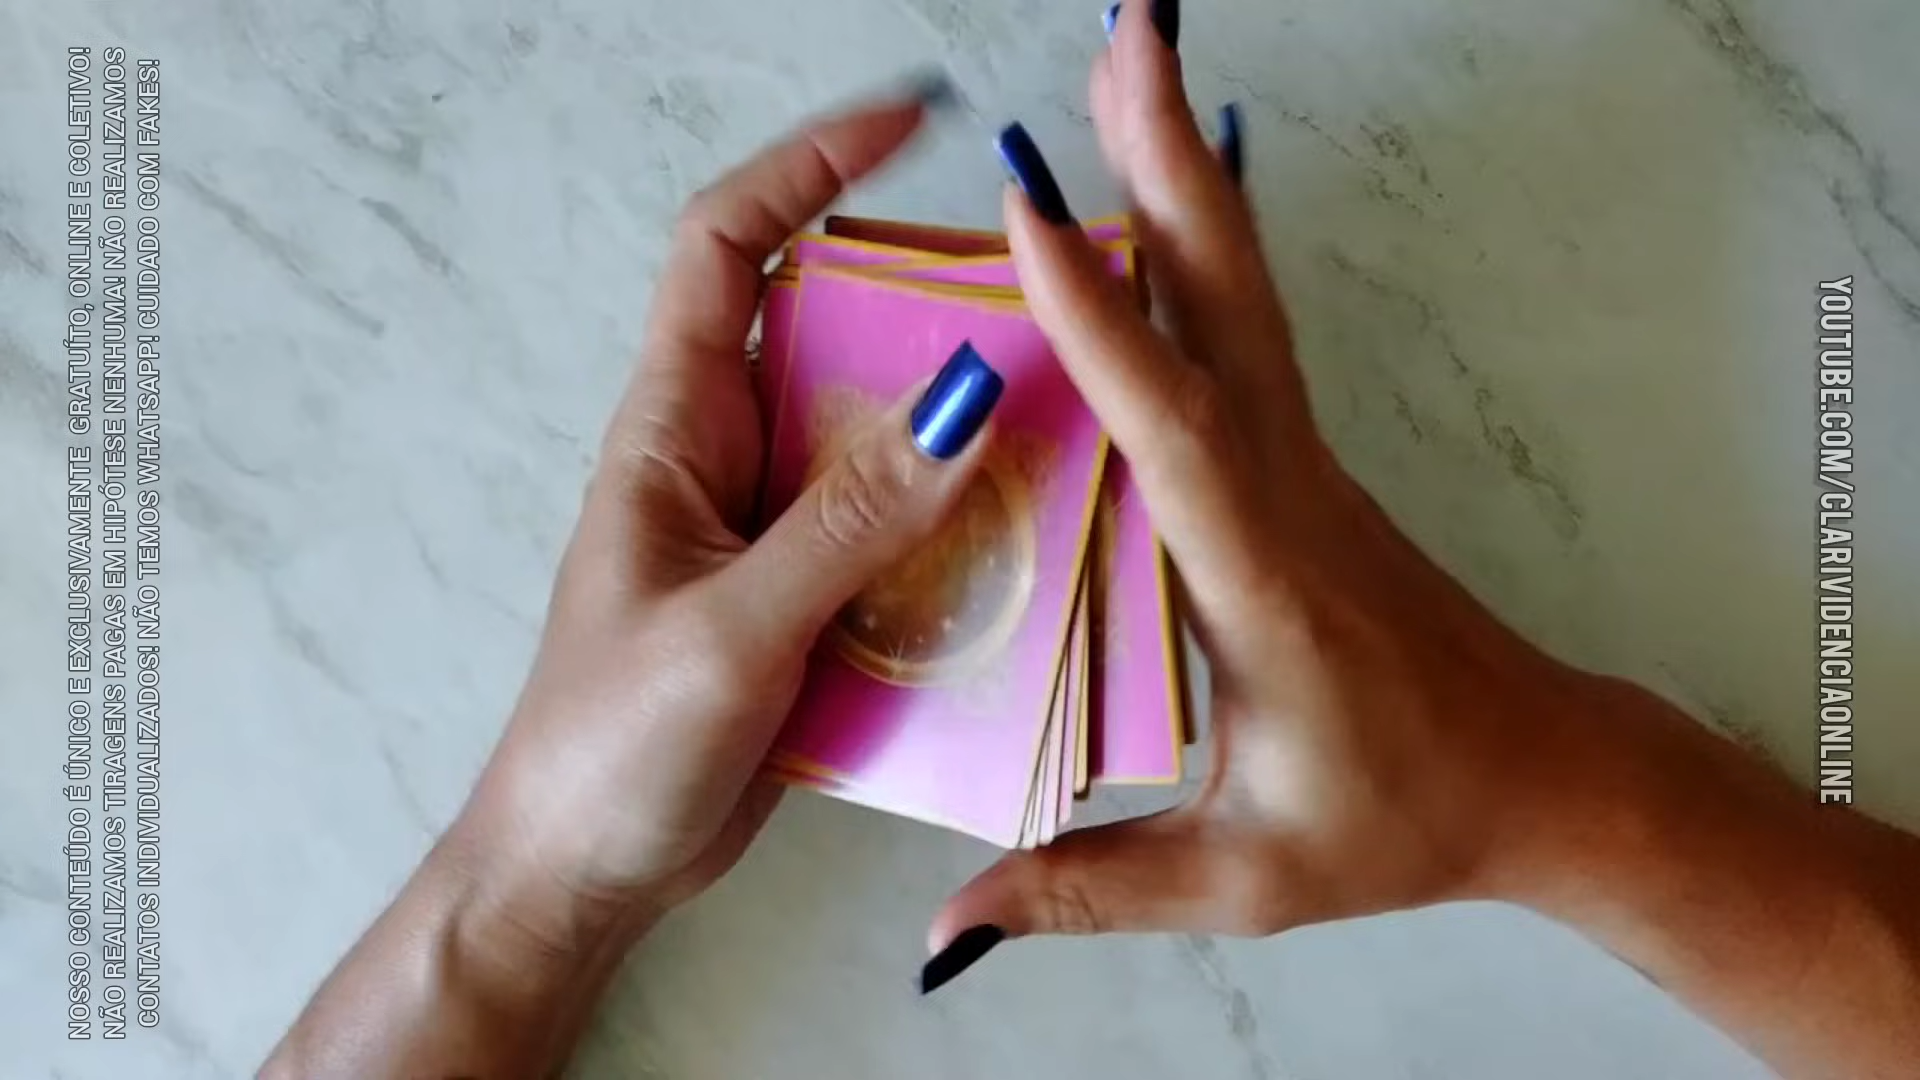 NOSSO CONTEÚDO É ÚNICO E EXCLUSIVAMENTE GRATUÍTO, ONLINE E COLETIVO!
NÃO REALIZAMOS TIRAGENS PAGAS EM HIPÓTESE NENHUMA! NÃO REALIZAMOS
CONTATOS INDIVIDUALIZADOS! NÃO TEMOS WHATSAPP! CUIDADO COM FAKES!
YOUTUBE.COM/CLARIVIDENCIAONLINE